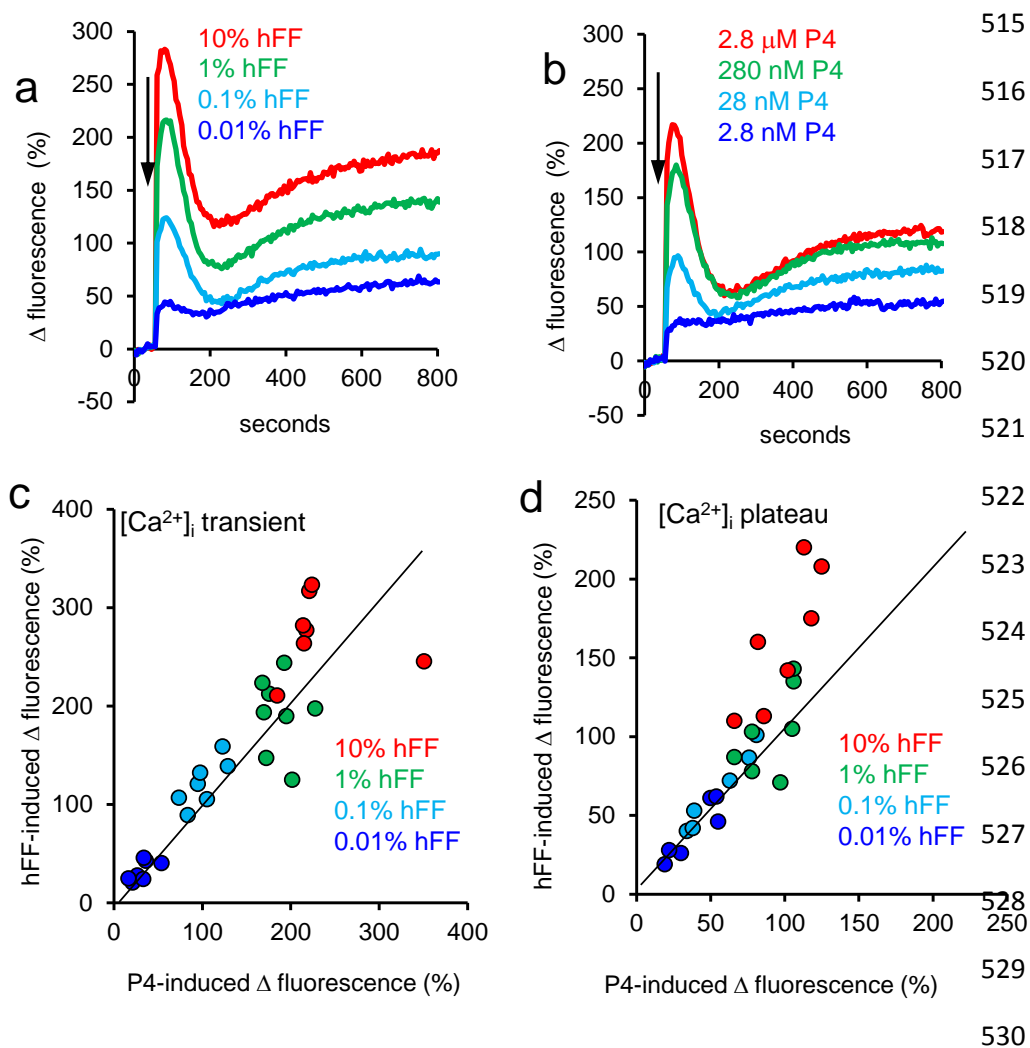 a
300
250
200
150
100
50
0
-50
Δ fluorescence (%)
10% hFF
1% hFF
0.1% hFF
0.01% hFF
0 200 400 600 800
seconds
b
300
250
200
150
100
50
0
-50
Δ fluorescence (%)
2.8 μM P4
280 nM P4
28 nM P4
2.8 nM P4
0 200 400 600 800
seconds
c
400
300
200
100
0
hFF-induced Δ fluorescence (%)
[Ca²⁺]ᵢ transient
10% hFF
1% hFF
0.1% hFF
0.01% hFF
0 100 200 300 400
P4-induced Δ fluorescence (%)
d
250
200
150
100
50
0
hFF-induced Δ fluorescence (%)
[Ca²⁺]ᵢ plateau
10% hFF
1% hFF
0.1% hFF
0.01% hFF
0 50 100 150 200 250
P4-induced Δ fluorescence (%)
515
516
517
518
519
520
521
522
523
524
525
526
527
528
529
530